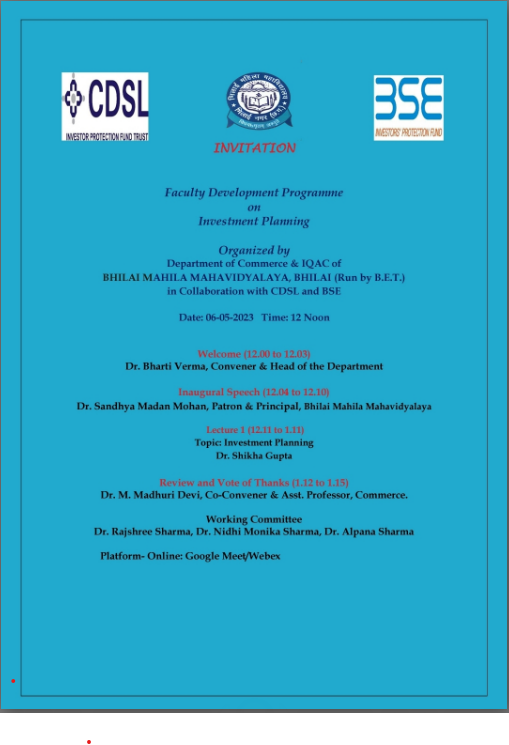 CDSL
INVESTOR PROTECTION FUND TRUST
भिलाई महिला महाविद्यालय
भिलाई नगर
BSE
INVESTORS' PROTECTION FUND
INVITATION
Faculty Development Programme
on
Investment Planning
Organized by
Department of Commerce & IQAC of
BHILAI MAHILA MAHAVIDYALAYA, BHILAI (Run by B.E.T.)
in Collaboration with CDSL and BSE
Date: 06-05-2023 Time: 12 Noon
Welcome (12.00 to 12.03)
Dr. Bharti Verma, Convener & Head of the Department
Inaugural Speech (12.04 to 12.10)
Dr. Sandhya Madan Mohan, Patron & Principal, Bhilai Mahila Mahavidyalaya
Lecture 1 (12.11 to 1.11)
Topic: Investment Planning
Dr. Shikha Gupta
Review and Vote of Thanks (1.12 to 1.15)
Dr. M. Madhuri Devi, Co-Convener & Asst. Professor, Commerce.
Working Committee
Dr. Rajshree Sharma, Dr. Nidhi Monika Sharma, Dr. Alpana Sharma
Platform- Online: Google Meet/Webex